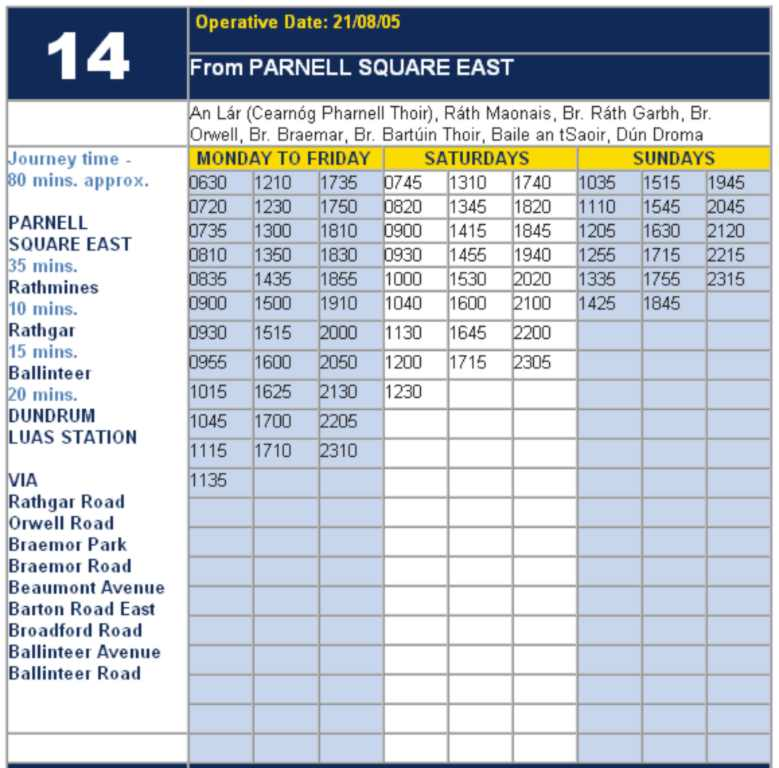 14
Operative Date: 21/08/05
From PARNELL SQUARE EAST
An Lár (Cearnóg Pharnell Thoir), Ráth Maonais, Br. Ráth Garbh, Br.
Orwell, Br. Braemar, Br. Bartúin Thoir, Baile an tSaoir, Dún Droma
Journey time -
80 mins. approx.
PARNELL
SQUARE EAST
35 mins.
Rathmines
10 mins.
Rathgar
15 mins.
Ballinteer
20 mins.
DUNDRUM
LUAS STATION
VIA
Rathgar Road
Orwell Road
Braemor Park
Braemor Road
Beaumont Avenue
Barton Road East
Broadford Road
Ballinteer Avenue
Ballinteer Road
MONDAY TO FRIDAY SATURDAYS SUNDAYS
0630 1210 1735 0745 1310 1740 1035 1515 1945
0720 1230 1750 0820 1345 1820 1110 1545 2045
0735 1300 1810 0900 1415 1845 1205 1630 2120
0810 1350 1830 0930 1455 1940 1255 1715 2215
0835 1435 1855 1000 1530 2020 1335 1755 2315
0900 1500 1910 1040 1600 2100 1425 1845
0930 1515 2000 1130 1645 2200
0955 1600 2050 1200 1715 2305
1015 1625 2130 1230
1045 1700 2205
1115 1710 2310
1135